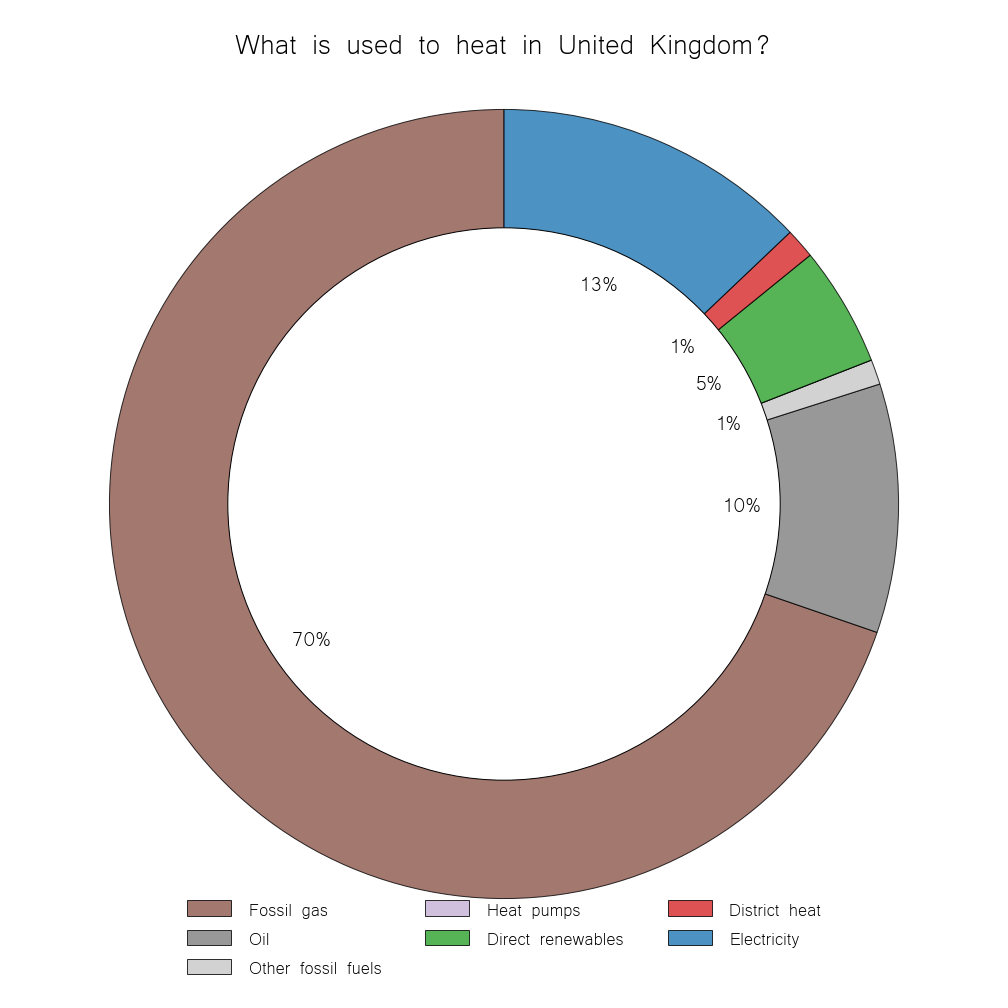 What is used to heat in United Kingdom?
13%
1%
5%
1%
10%
70%
Fossil gas
Heat pumps
District heat
Oil
Direct renewables
Electricity
Other fossil fuels